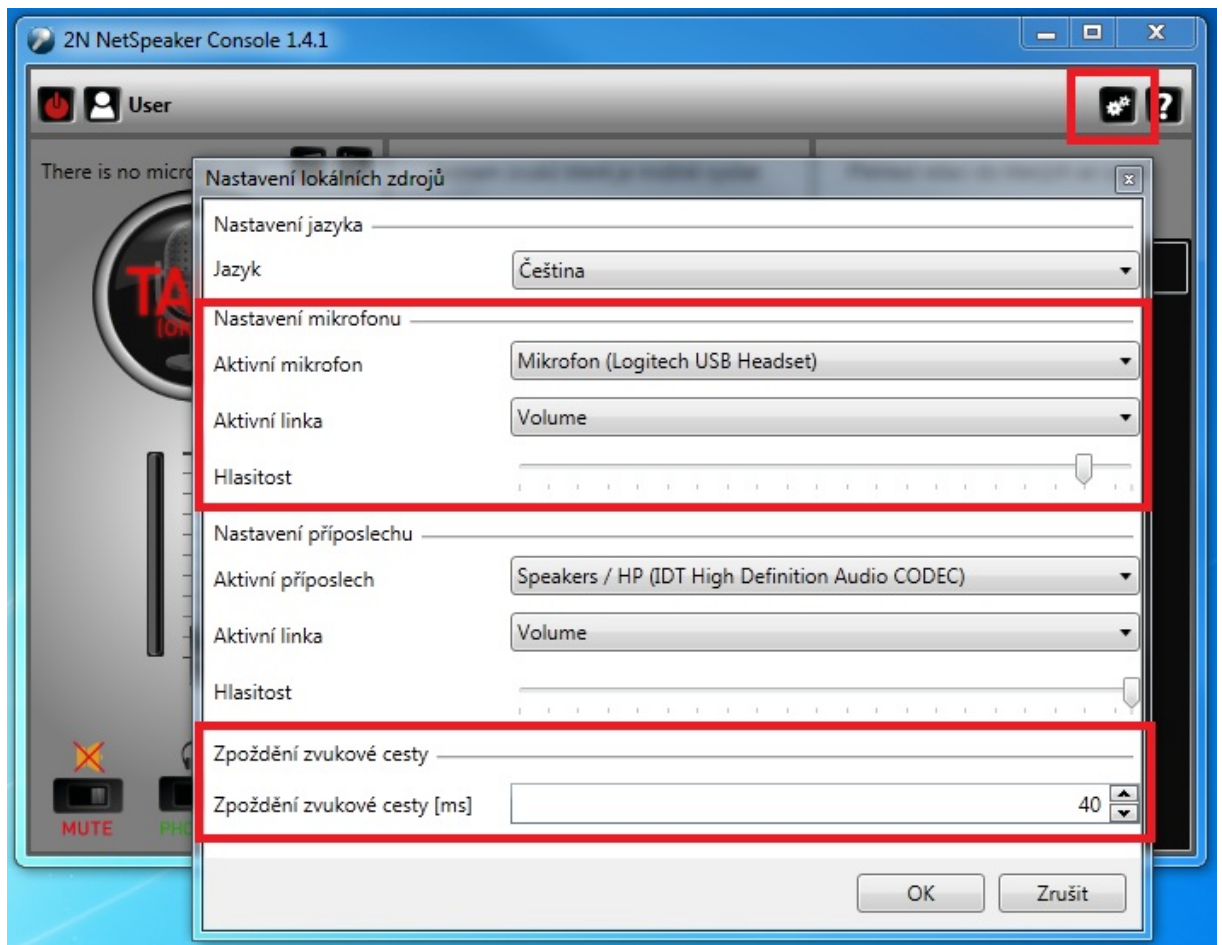 2N NetSpeaker Console 1.4.1
User
?
There is no micro
Nastavení lokálních zdrojů
Nastavení jazyka
Jazyk
Čeština
Nastavení mikrofonu
Aktivní mikrofon
Mikrofon (Logitech USB Headset)
Aktivní linka
Volume
Hlasitost
Nastavení příposlechu
Aktivní příposlech
Speakers / HP (IDT High Definition Audio CODEC)
Aktivní linka
Volume
Hlasitost
Zpoždění zvukové cesty
Zpoždění zvukové cesty [ms]
40
MUTE
OK
Zrušit